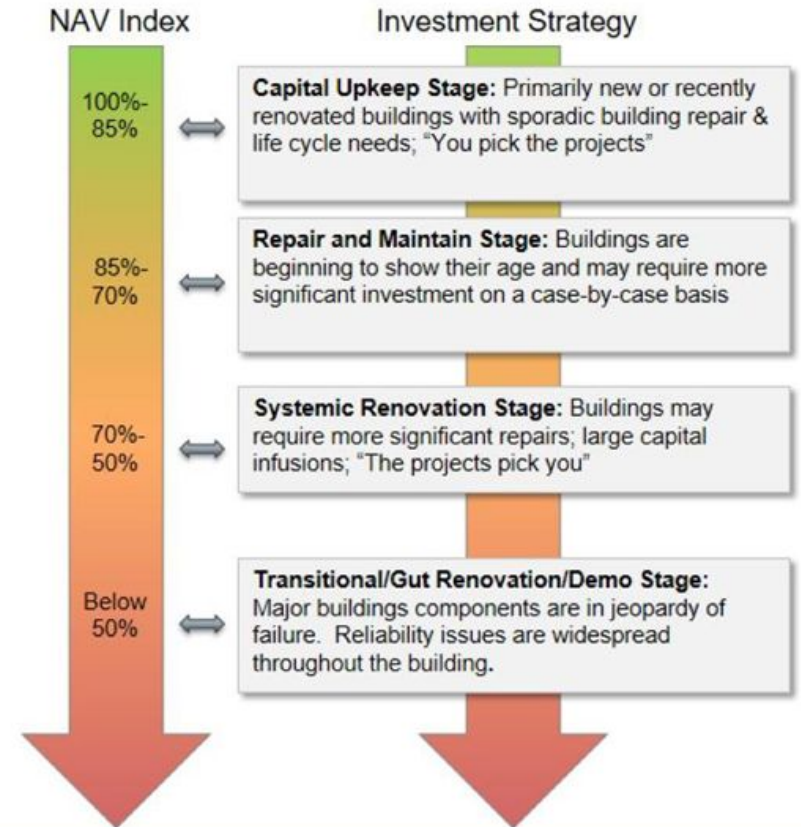 NAV Index
Investment Strategy
100%-
85%
Capital Upkeep Stage: Primarily new or recently
renovated buildings with sporadic building repair &
life cycle needs; “You pick the projects”
85%-
70%
Repair and Maintain Stage: Buildings are
beginning to show their age and may require more
significant investment on a case-by-case basis
70%-
50%
Systemic Renovation Stage: Buildings may
require more significant repairs; large capital
infusions; “The projects pick you”
Below
50%
Transitional/Gut Renovation/Demo Stage:
Major buildings components are in jeopardy of
failure. Reliability issues are widespread
throughout the building.